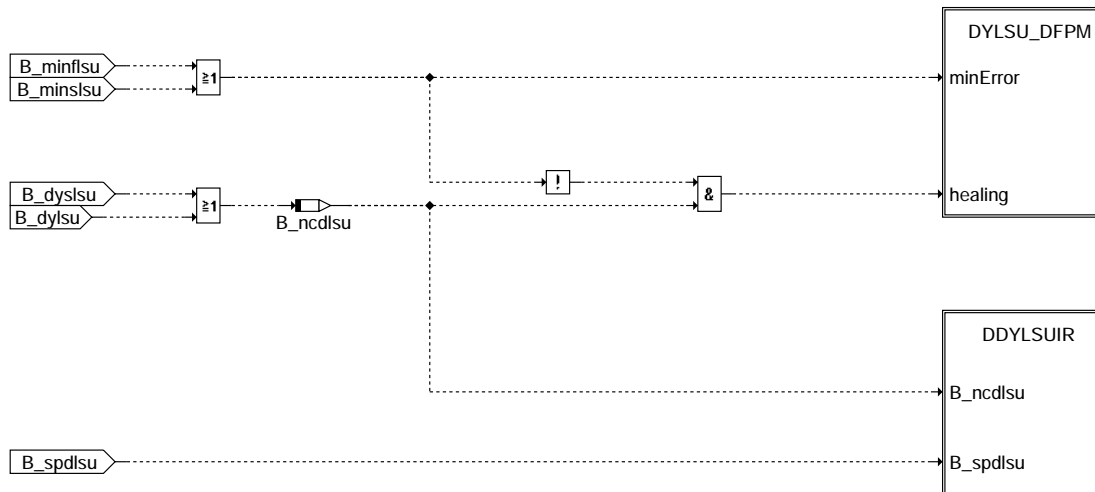 DYLSU_DFPM
B_minflsu
≥1
minError
B_minslsu
!
B_dyslsu
≥1
&
healing
B_dylsu
B_ncdlsu
DDYLSUIR
B_ncdlsu
B_spdlsu
B_spdlsu